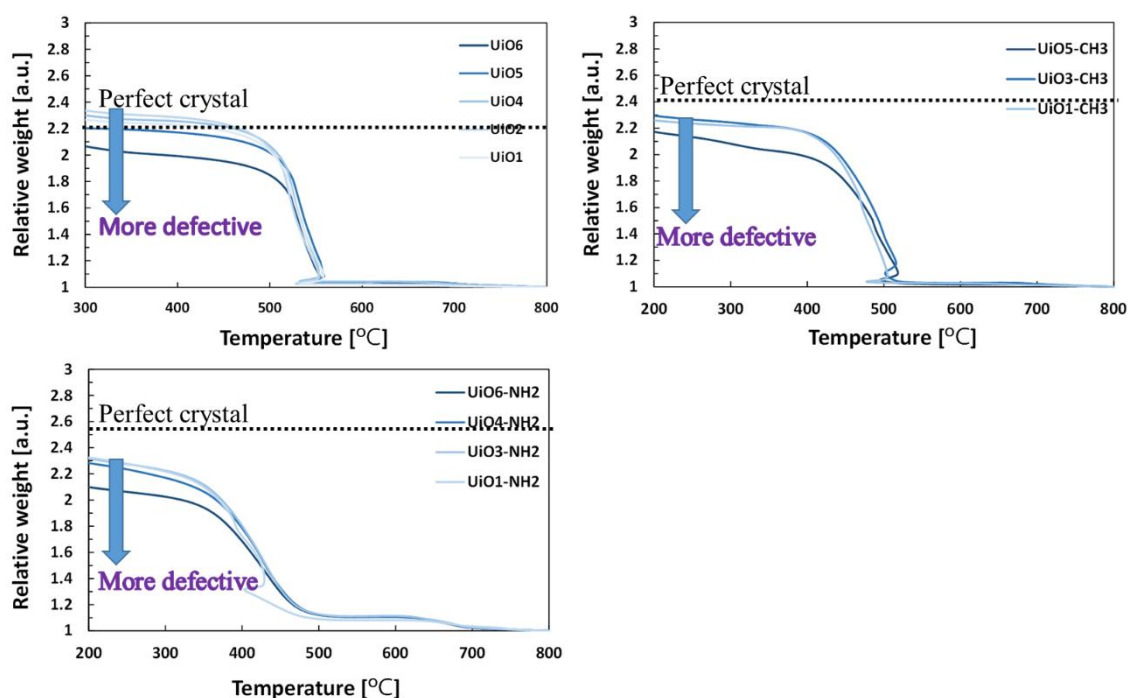 3
2.8
2.6
2.4
2.2
2
1.8
1.6
1.4
1.2
1
Relative weight [a.u.]
Perfect crystal
More defective
UiO6
UiO5
UiO4
UiO2
UiO1
300 400 500 600 700 800
Temperature [°C]
3
2.8
2.6
2.4
2.2
2
1.8
1.6
1.4
1.2
1
Relative weight [a.u.]
Perfect crystal
More defective
UiO5-CH3
UiO3-CH3
UiO1-CH3
200 300 400 500 600 700 800
Temperature [°C]
3
2.8
2.6
2.4
2.2
2
1.8
1.6
1.4
1.2
1
Relative weight [a.u.]
Perfect crystal
More defective
UiO6-NH2
UiO4-NH2
UiO3-NH2
UiO1-NH2
200 300 400 500 600 700 800
Temperature [°C]